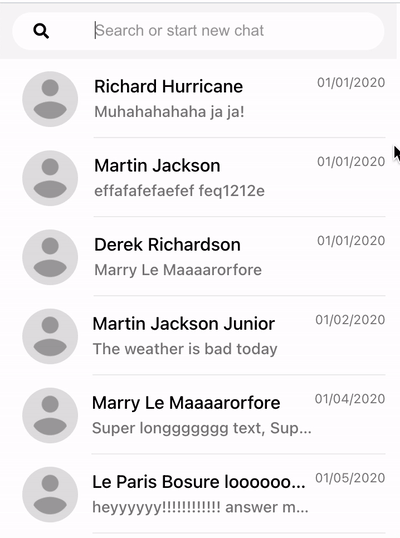 Search or start new chat
Richard Hurricane
01/01/2020
Muhahahahaha ja ja!
Martin Jackson
01/01/2020
effafafefaefef feq1212e
Derek Richardson
01/01/2020
Marry Le Maaaarorfore
Martin Jackson Junior
01/02/2020
The weather is bad today
Marry Le Maaaarorfore
01/04/2020
Super longggggggg text, Sup...
Le Paris Bosure loooooo...
01/05/2020
heyyyyyy!!!!!!!!!!!! answer m...